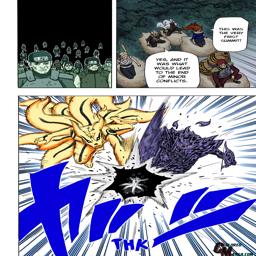 THIS WAS
THE VERY
FIRST
SUMMIT!
YES, AND IT
WAS WHAT
WOULD LEAD
TO THE END
OF MINOR
CONFLICTS.
THK